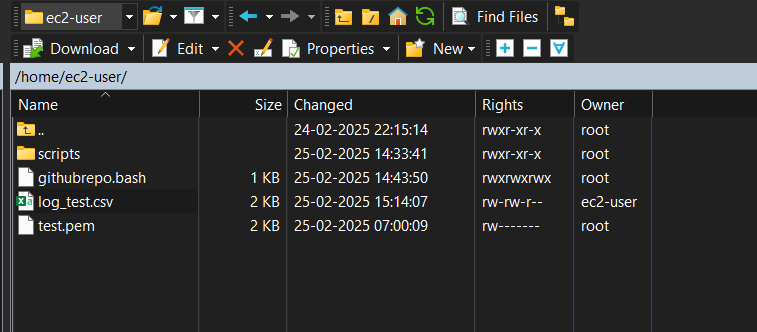 ec2-user Find Files
Download Edit Properties New
/home/ec2-user/
Name Size Changed Rights Owner
.. 24-02-2025 22:15:14 rwxr-xr-x root
scripts 25-02-2025 14:33:41 rwxr-xr-x root
githubrepo.bash 1 KB 25-02-2025 14:43:50 rwxrwxrwx root
log_test.csv 2 KB 25-02-2025 15:14:07 rw-rw-r-- ec2-user
test.pem 2 KB 25-02-2025 07:00:09 rw------- root